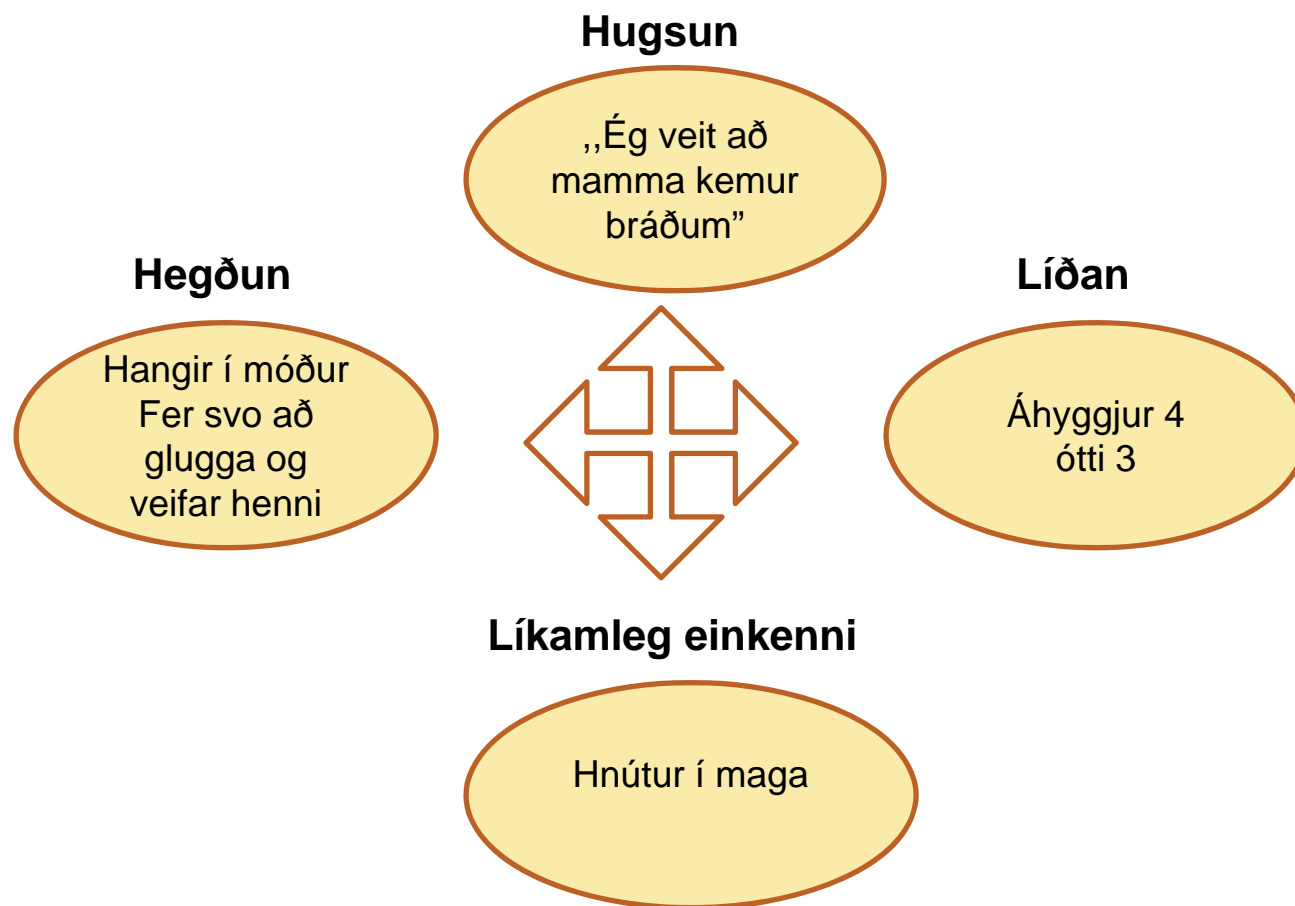 Hugsun
,,Ég veit að
mamma kemur
bráðum”
Hegðun
Hangir í móður
Fer svo að
glugga og
veifar henni
Líðan
Áhyggjur 4
ótti 3
Líkamleg einkenni
Hnútur í maga